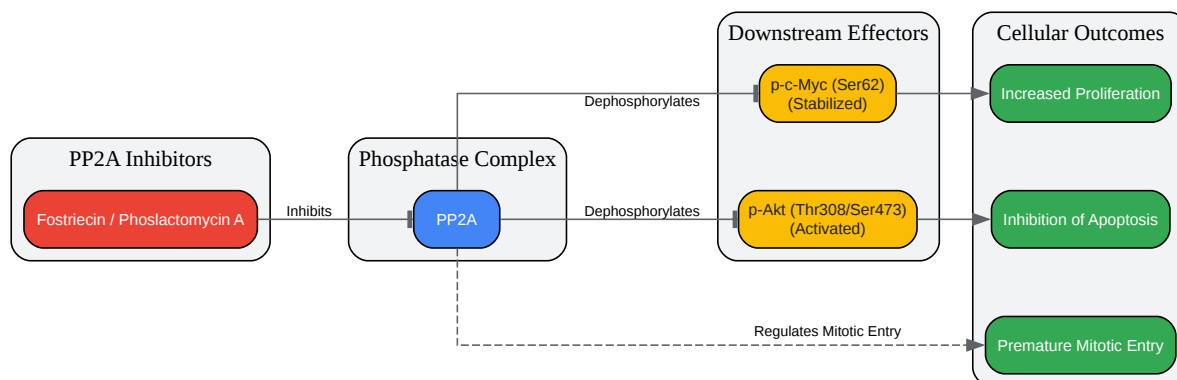 PP2A Inhibitors
Fostriecin / Phoslactomycin A
Inhibits
Phosphatase Complex
PP2A
Dephosphorylates
Dephosphorylates
Regulates Mitotic Entry
Downstream Effectors
p-c-Myc (Ser62)
(Stabilized)
p-Akt (Thr308/Ser473)
(Activated)
Cellular Outcomes
Increased Proliferation
Inhibition of Apoptosis
Premature Mitotic Entry